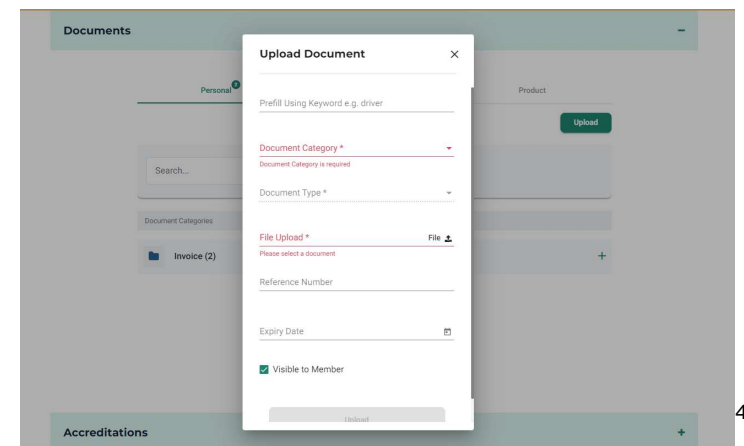 Documents
Upload Document
Personal
Product
Prefill Using Keyword e.g. driver
Upload
Document Category *
Document Category is required
Search...
Document Type *
Document Categories
File Upload *
File
Please select a document
Invoice (2)
Reference Number
Expiry Date
Visible to Member
Upload
Accreditations
4